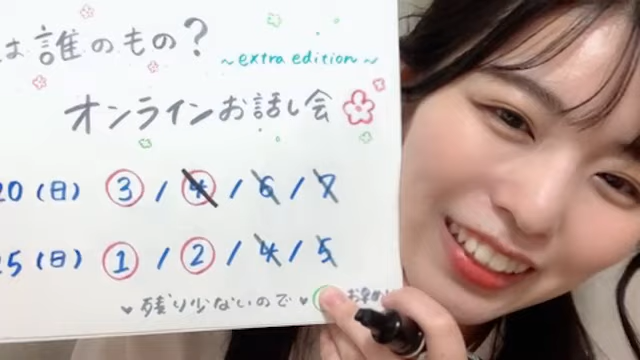 は誰のもの?
~extra edition~
オンラインお話し会
20 (日) ③ / ④ / 6 / 7
25 (日) ① / ② / 4 / 5
♥残り少ないので♥